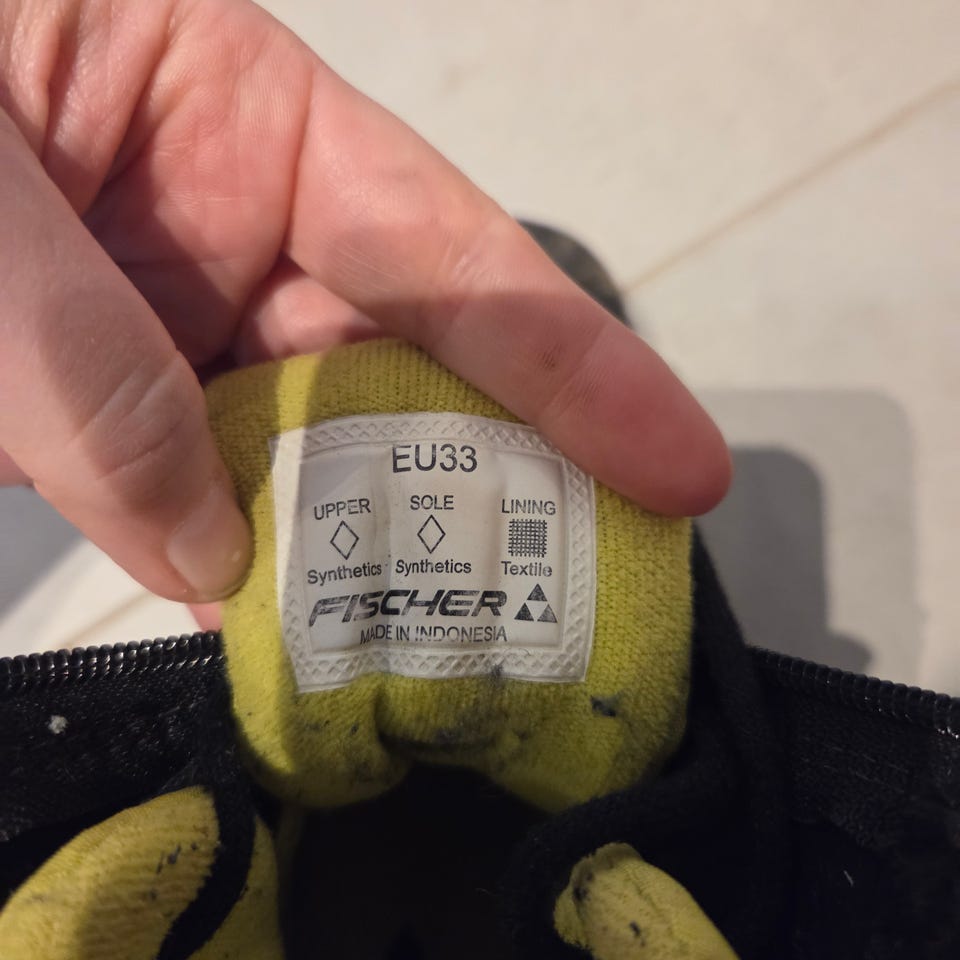 EU33
UPPER SOLE LINING
Synthetics Synthetics Textile
FISCHER
MADE IN INDONESIA